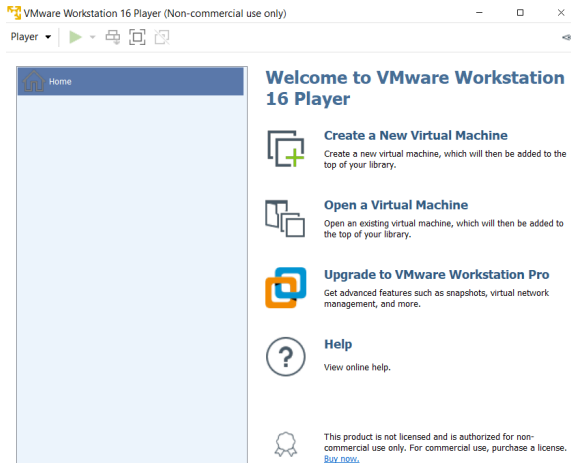 VMware Workstation 16 Player (Non-commercial use only)
Player
Home
Welcome to VMware Workstation
16 Player
Create a New Virtual Machine
Create a new virtual machine, which will then be added to the
top of your library.
Open a Virtual Machine
Open an existing virtual machine, which will then be added to
the top of your library.
Upgrade to VMware Workstation Pro
Get advanced features such as snapshots, virtual network
management, and more.
?
Help
View online help.
This product is not licensed and is authorized for non-
commercial use only. For commercial use, purchase a license.
Buy now.